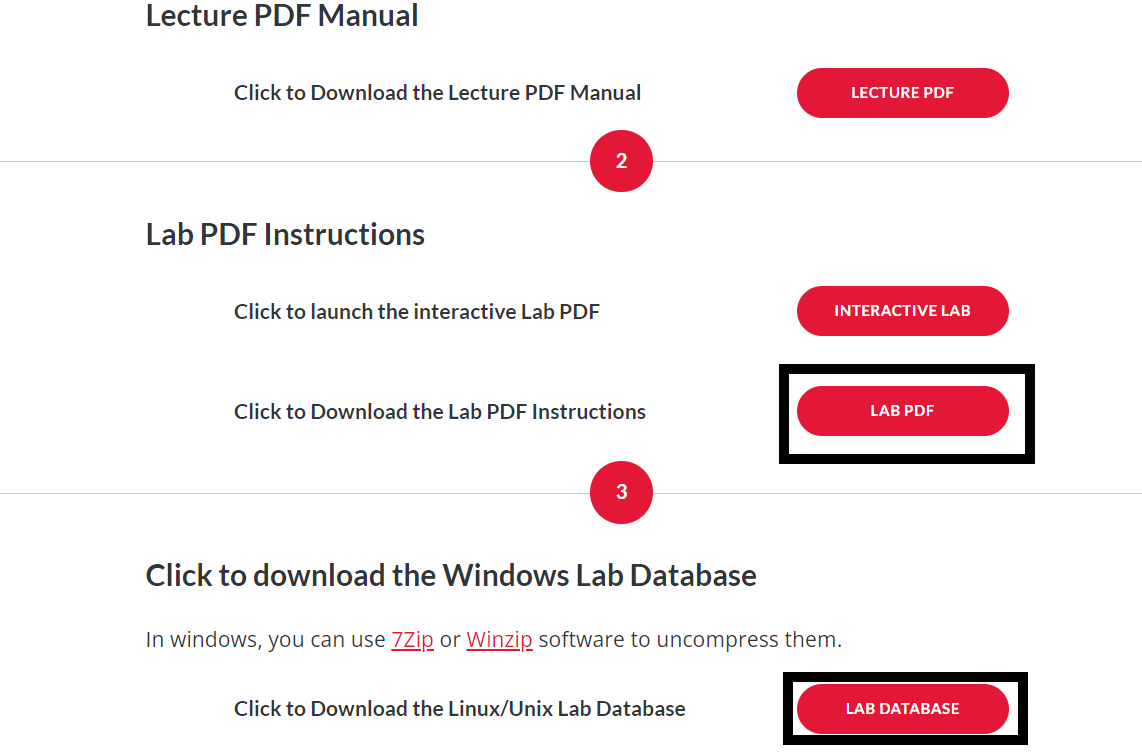 Lecture PDF Manual
Click to Download the Lecture PDF Manual
LECTURE PDF
2
Lab PDF Instructions
Click to launch the interactive Lab PDF
INTERACTIVE LAB
Click to Download the Lab PDF Instructions
LAB PDF
3
Click to download the Windows Lab Database
In windows, you can use 7Zip or Winzip software to uncompress them.
Click to Download the Linux/Unix Lab Database
LAB DATABASE